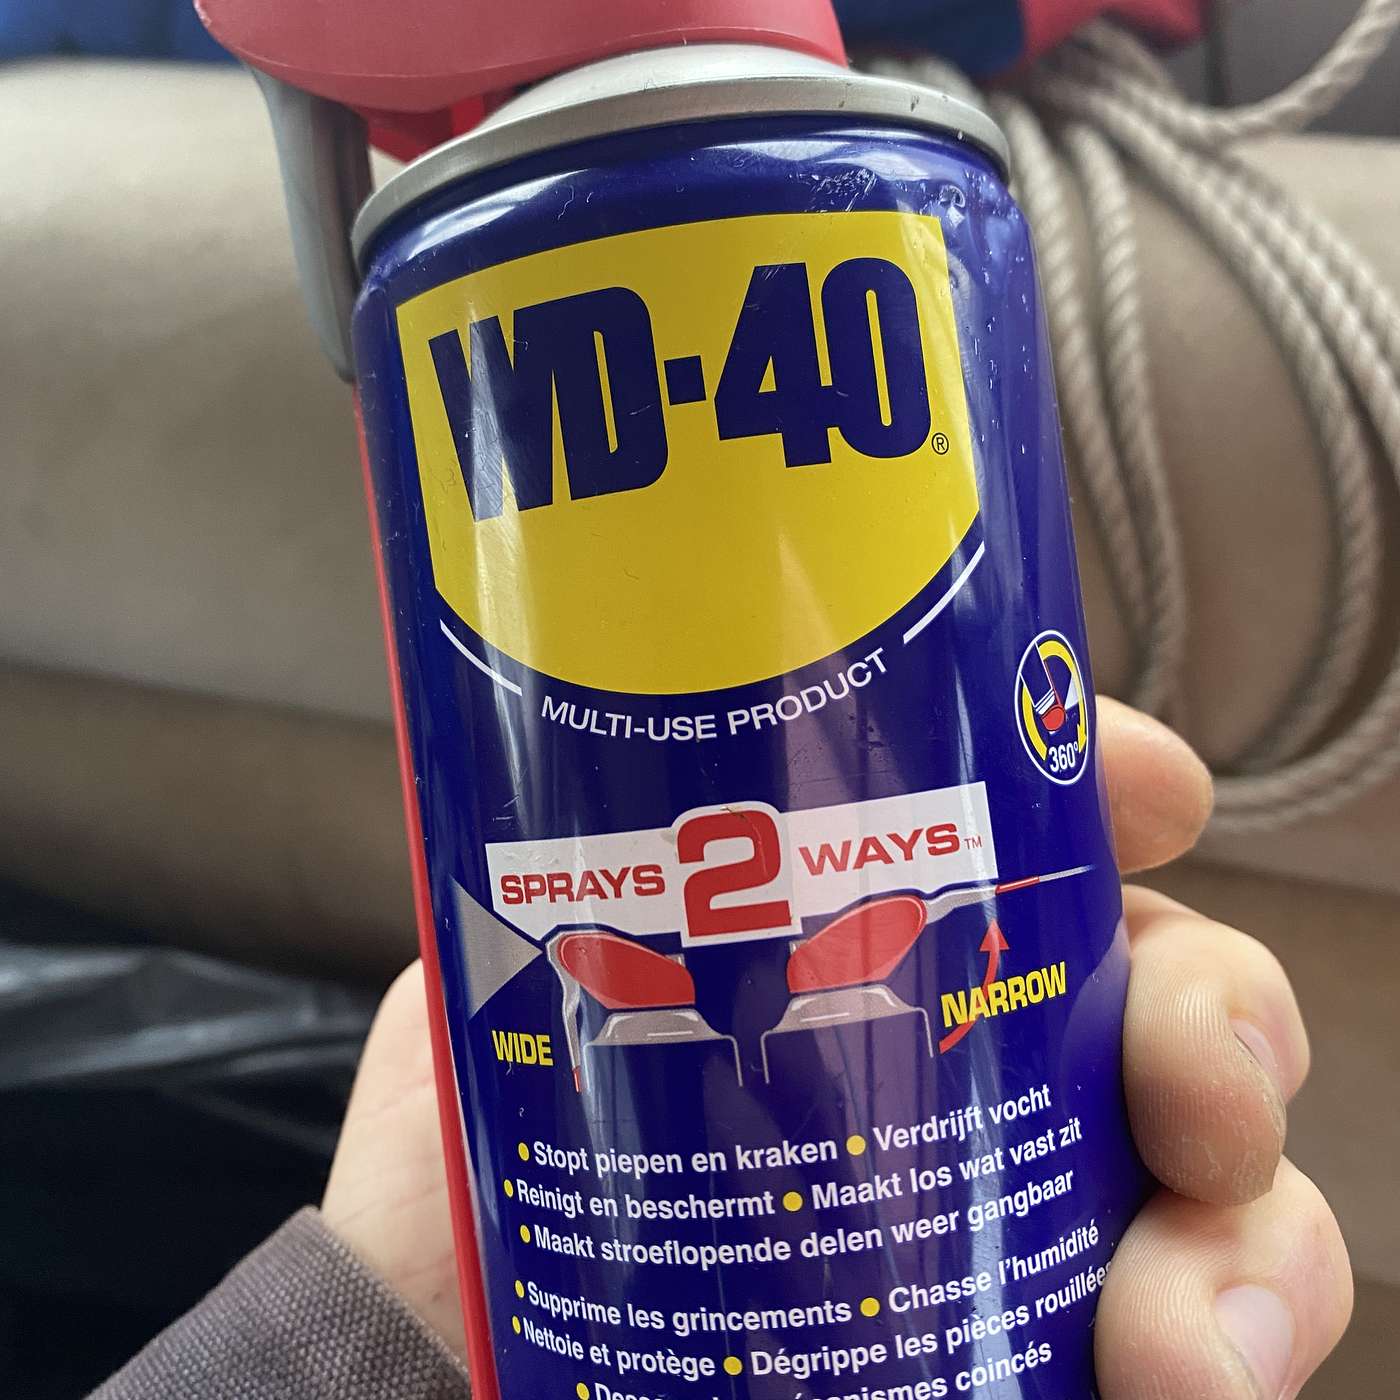 WD-40®
MULTI-USE PRODUCT
360°
SPRAYS 2 WAYS™
WIDE
NARROW
• Stopt piepen en kraken • Verdrijft vocht
• Reinigt en beschermt • Maakt los wat vast zit
• Maakt stroeflopende delen weer gangbaar
• Supprime les grincements • Chasse l'humidité
• Nettoie et protège • Dégrippe les pièces rouillées
• coincés